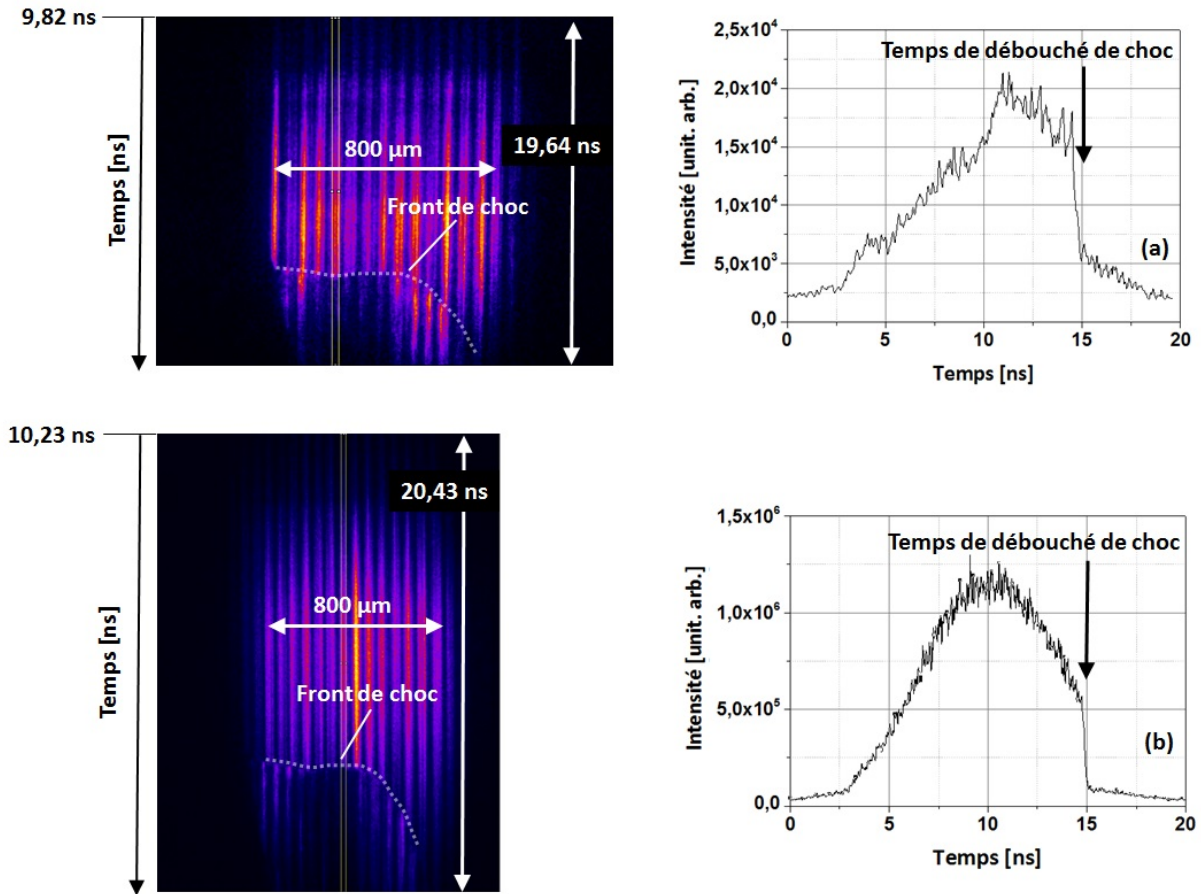 9,82 ns
Temps [ns]
800 µm
19,64 ns
Front de choc
2,5x10⁴
2,0x10⁴
1,5x10⁴
1,0x10⁴
5,0x10³
0,0
Intensité [unit. arb.]
Temps de débouché de choc
(a)
0 5 10 15 20
Temps [ns]
10,23 ns
Temps [ns]
20,43 ns
800 µm
Front de choc
1,5x10⁶
1,0x10⁶
5,0x10⁵
0,0
Intensité [unit. arb.]
Temps de débouché de choc
(b)
0 5 10 15 20
Temps [ns]